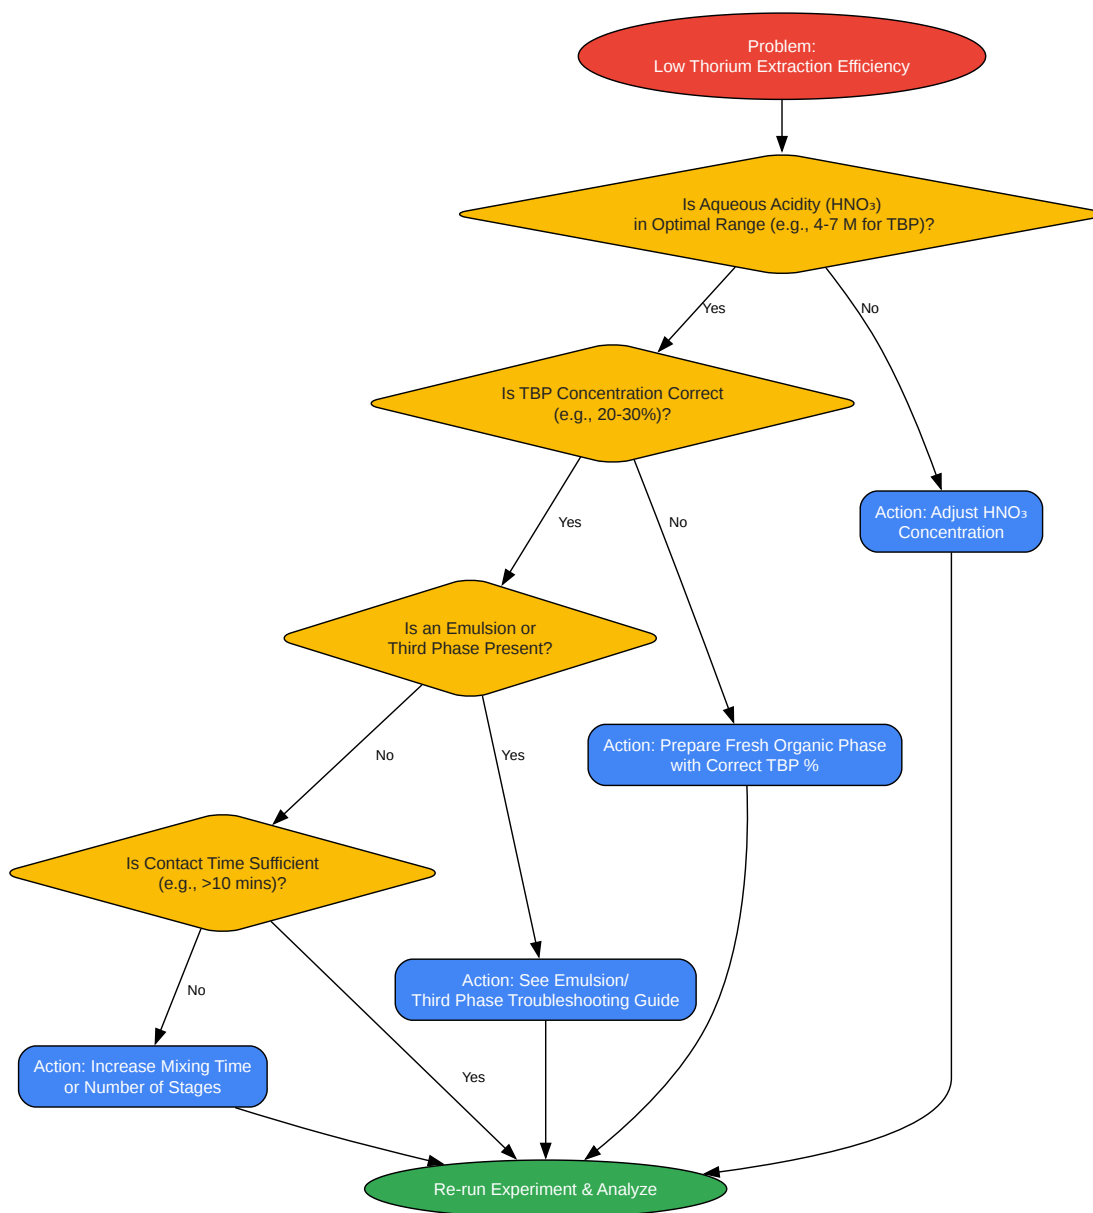 Problem:
Low Thorium Extraction Efficiency
Is Aqueous Acidity (HNO₃)
in Optimal Range (e.g., 4-7 M for TBP)?
Yes
No
Is TBP Concentration Correct
(e.g., 20-30%)?
Action: Adjust HNO₃
Concentration
Yes
No
Is an Emulsion or
Third Phase Present?
Action: Prepare Fresh Organic Phase
with Correct TBP %
No
Yes
Is Contact Time Sufficient
(e.g., >10 mins)?
Action: See Emulsion/
Third Phase Troubleshooting Guide
No
Action: Increase Mixing Time
or Number of Stages
Yes
Re-run Experiment & Analyze